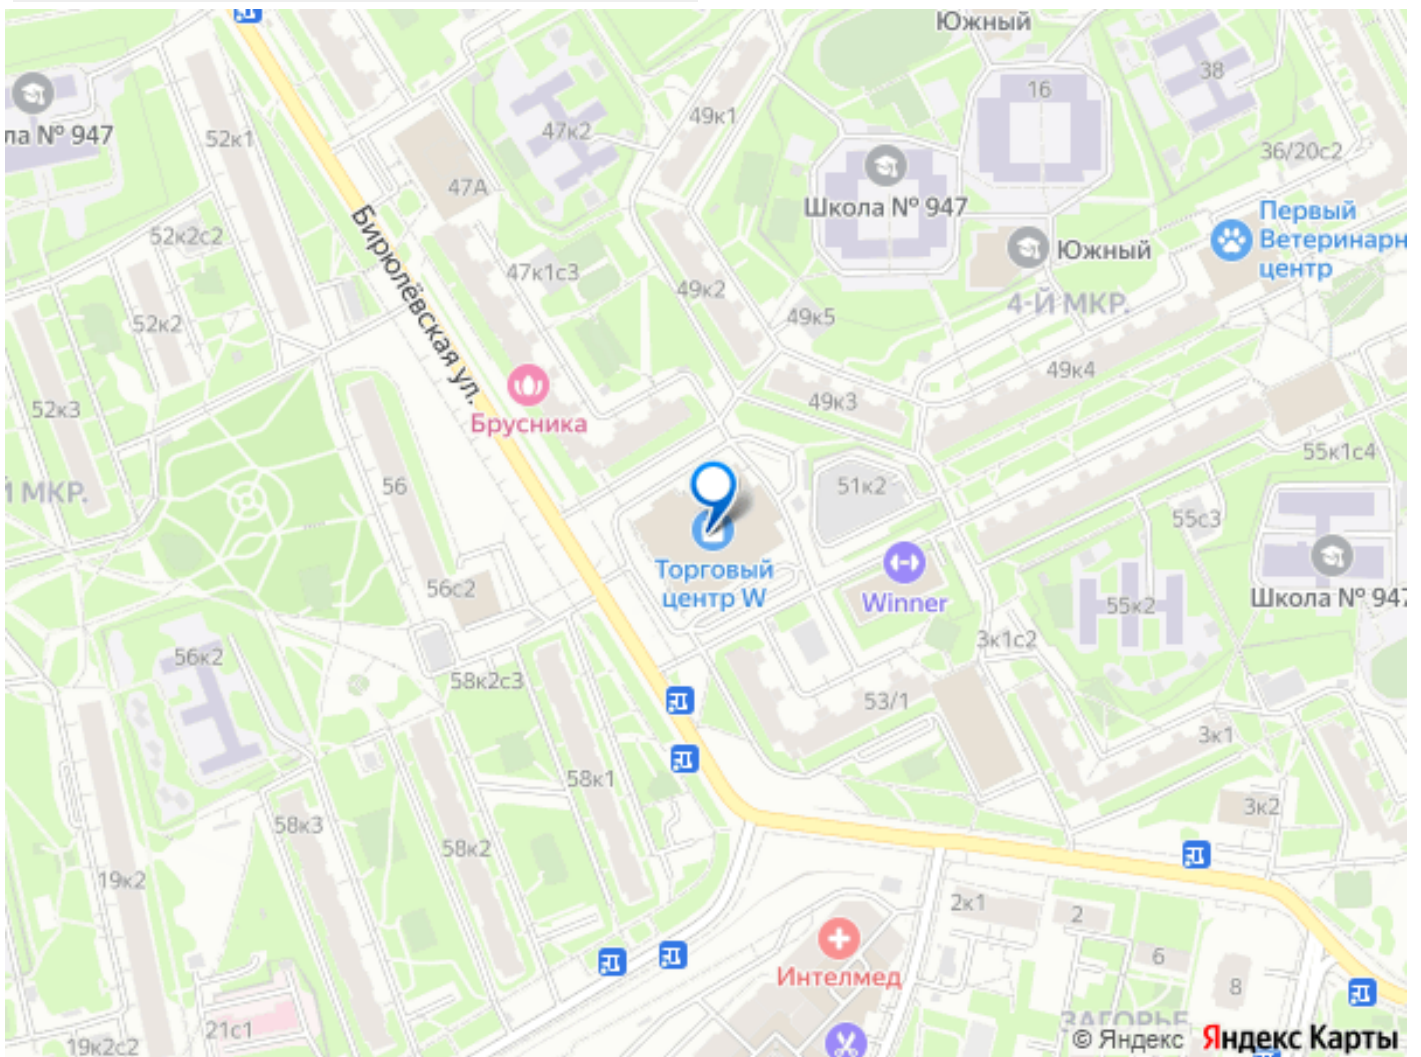 Южный
38
16
ла № 947
52к1
47к2
49к1
36/20с2
47А
Школа № 947
Первый
Ветеринарн
центр
52к2с2
Бирюлёвская ул.
47к1с3
Южный
49к2
4-Й МКР.
52к2
49к5
49к4
52к3
Брусника
49к3
55к1с4
Й МКР.
56
51к2
55с3
Торговый
центр W
56с2
Winner
55к2
Школа № 947
3к1с2
56к2
58к2с3
53/1
3к1
58к1
3к2
58к3
58к2
19к2
2к1
2
Интелмед
6
8
21с1
ЗАГОРЬЕ
19к2с2
© Яндекс Яндекс Карты